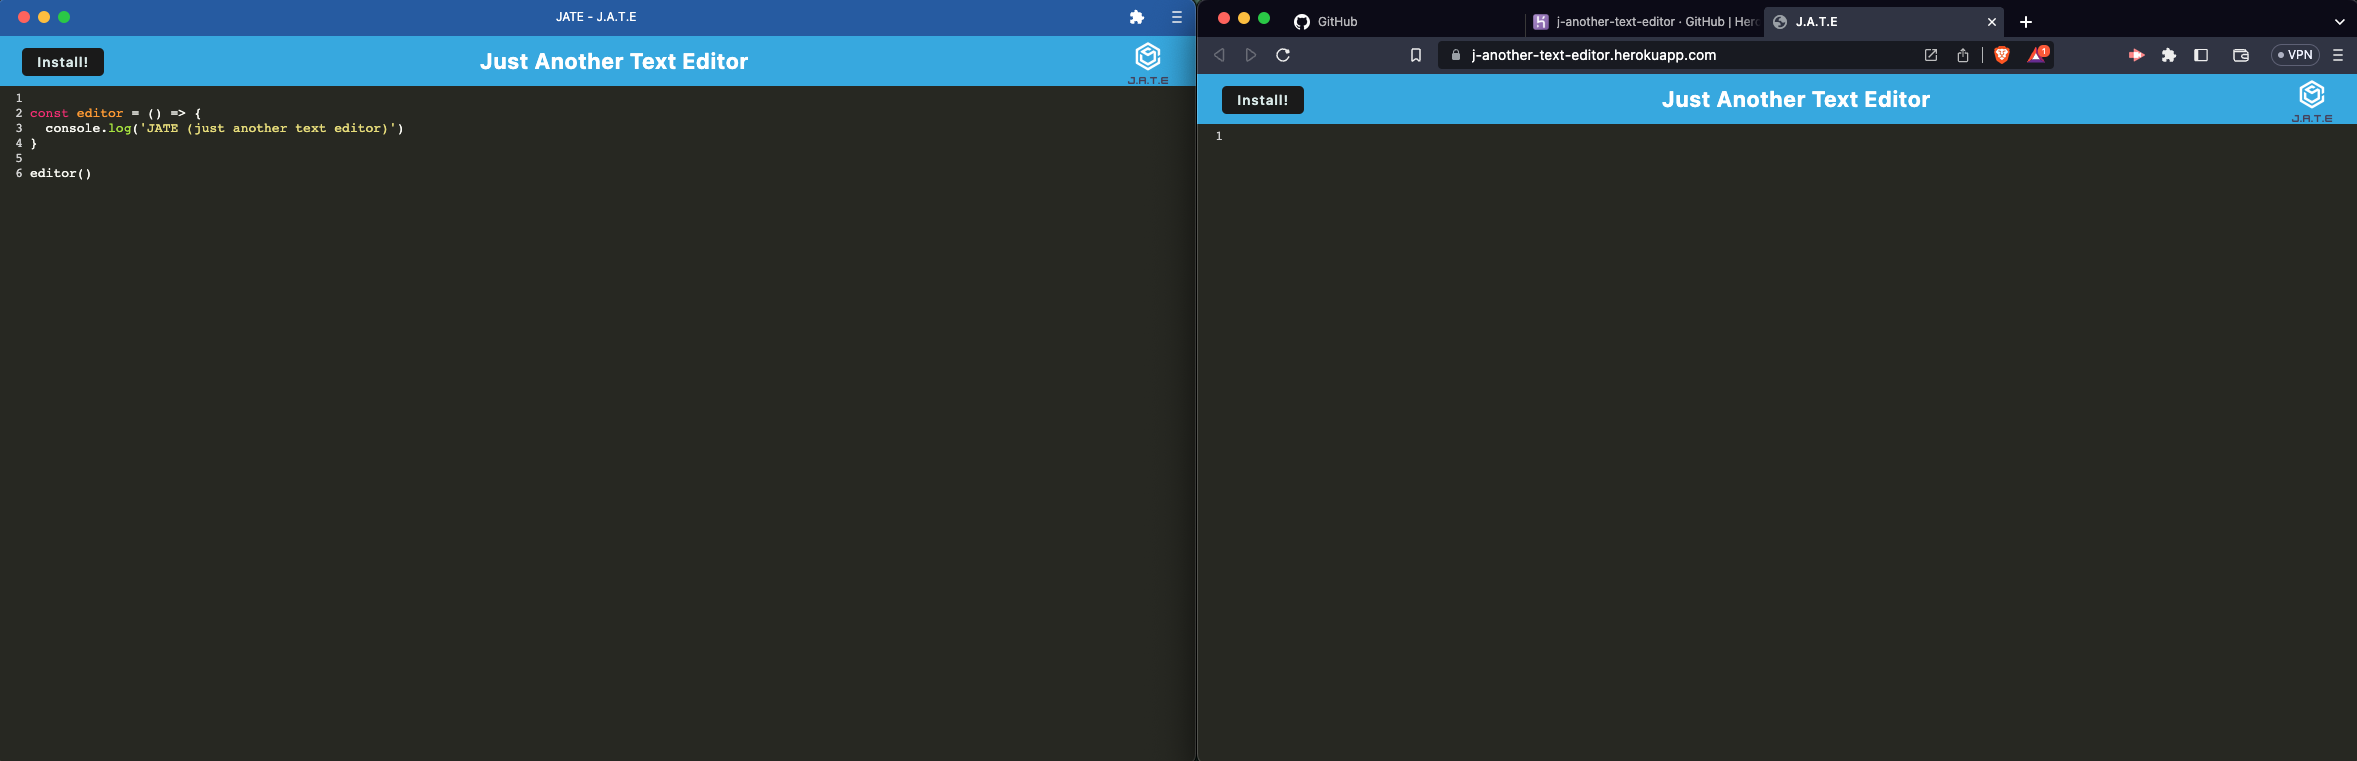 JATE - J.A.T.E
Install!
Just Another Text Editor
J.A.T.E
1
2 const editor = () => {
3   console.log('JATE (just another text editor)')
4 }
5
6 editor()
GitHub
j-another-text-editor · GitHub | Hero
J.A.T.E
j-another-text-editor.herokuapp.com
1
VPN
Install!
Just Another Text Editor
J.A.T.E
1